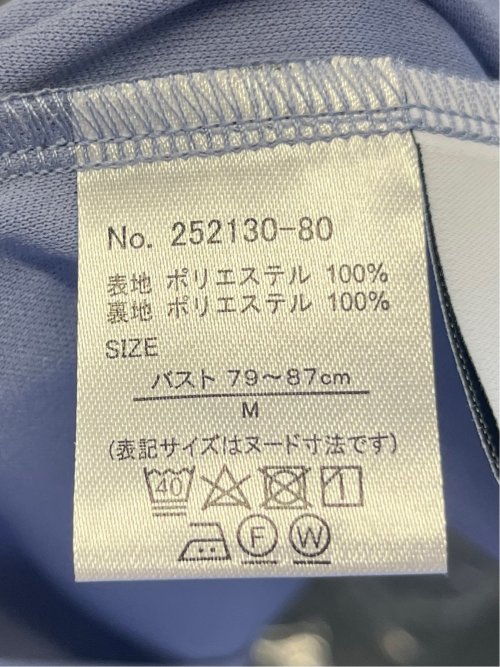 No. 252130-80
表地 ポリエステル 100%
裏地 ポリエステル 100%
SIZE
バスト 79～87cm
M
(表記サイズはヌード寸法です)
40
F W